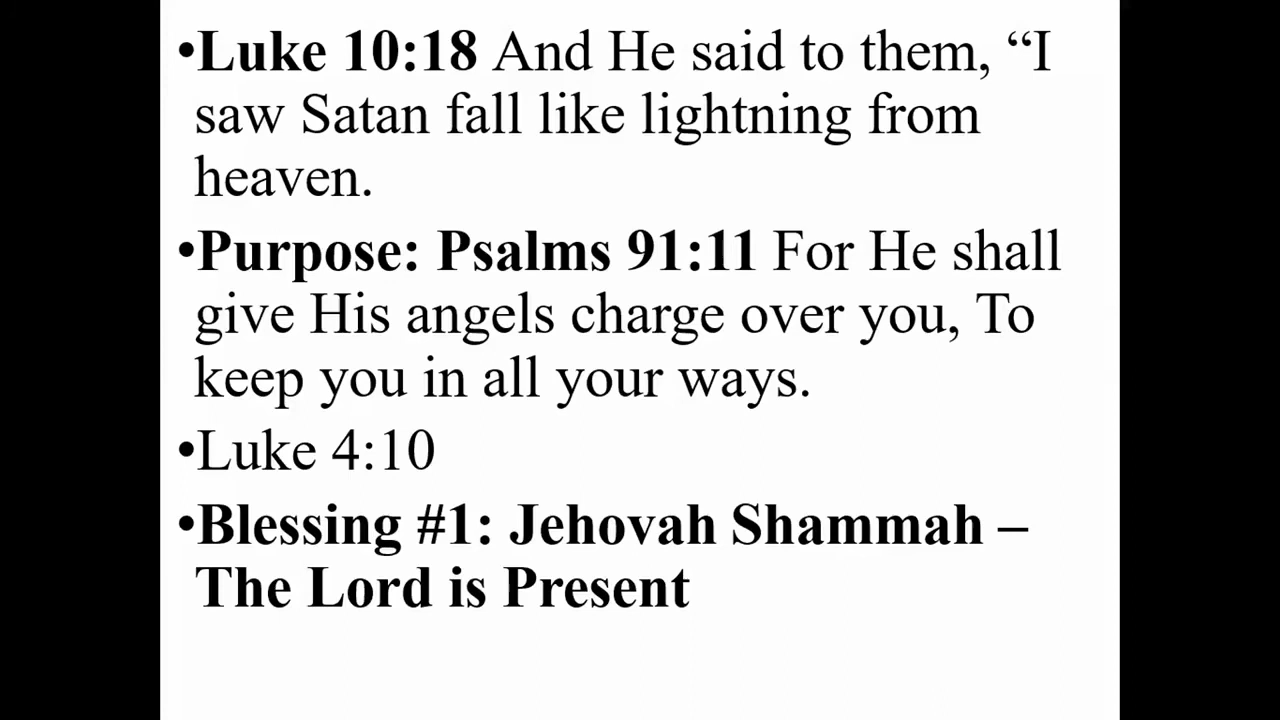 •Luke 10:18 And He said to them, “I
saw Satan fall like lightning from
heaven.
•Purpose: Psalms 91:11 For He shall
give His angels charge over you, To
keep you in all your ways.
•Luke 4:10
•Blessing #1: Jehovah Shammah –
The Lord is Present